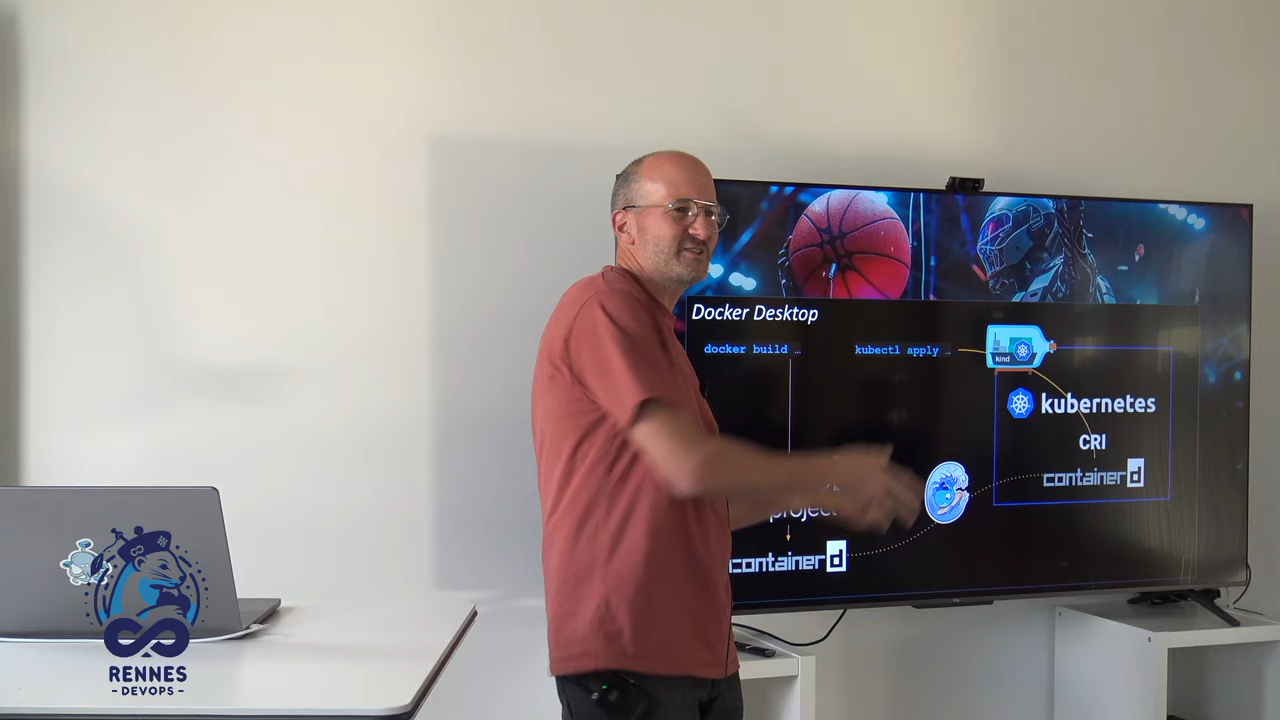 Docker Desktop
docker build …
kubectl apply …
kind
kubernetes
CRI
containerd
project
containerd
RENNES
- DEVOPS -